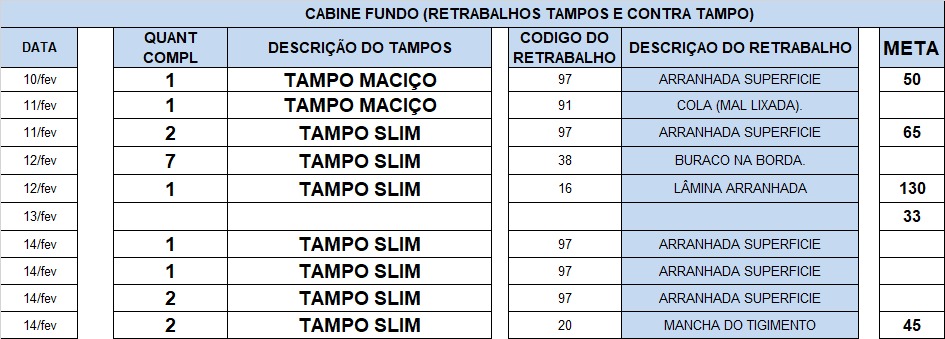 CABINE FUNDO (RETRABALHOS TAMPOS E CONTRA TAMPO)
DATA QUANT COMPL DESCRIÇÃO DO TAMPOS CODIGO DO RETRABALHO DESCRIÇAO DO RETRABALHO META
10/fev 1 TAMPO MACIÇO 97 ARRANHADA SUPERFICIE 50
11/fev 1 TAMPO MACIÇO 91 COLA (MAL LIXADA).
11/fev 2 TAMPO SLIM 97 ARRANHADA SUPERFICIE 65
12/fev 7 TAMPO SLIM 38 BURACO NA BORDA.
12/fev 1 TAMPO SLIM 16 LÂMINA ARRANHADA 130
13/fev 33
14/fev 1 TAMPO SLIM 97 ARRANHADA SUPERFICIE
14/fev 1 TAMPO SLIM 97 ARRANHADA SUPERFICIE
14/fev 2 TAMPO SLIM 97 ARRANHADA SUPERFICIE
14/fev 2 TAMPO SLIM 20 MANCHA DO TIGIMENTO 45